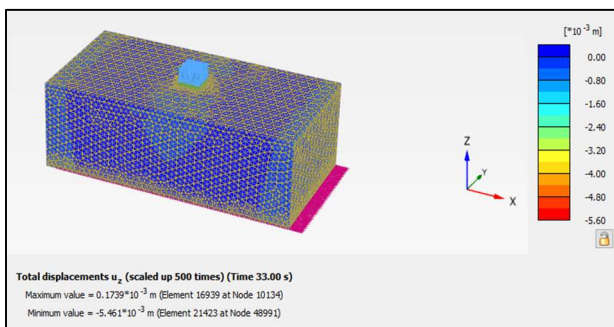 [*10 -3 m]
0.00
-0.80
-1.60
-2.40
-3.20
-4.00
-4.80
-5.60
Z
Y
X
Total displacements uz (scaled up 500 times) (Time 33.00 s)
Maximum value = 0.1739*10 -3 m (Element 16939 at Node 10134)
Minimum value = -5.461*10 -3 m (Element 21423 at Node 48991)